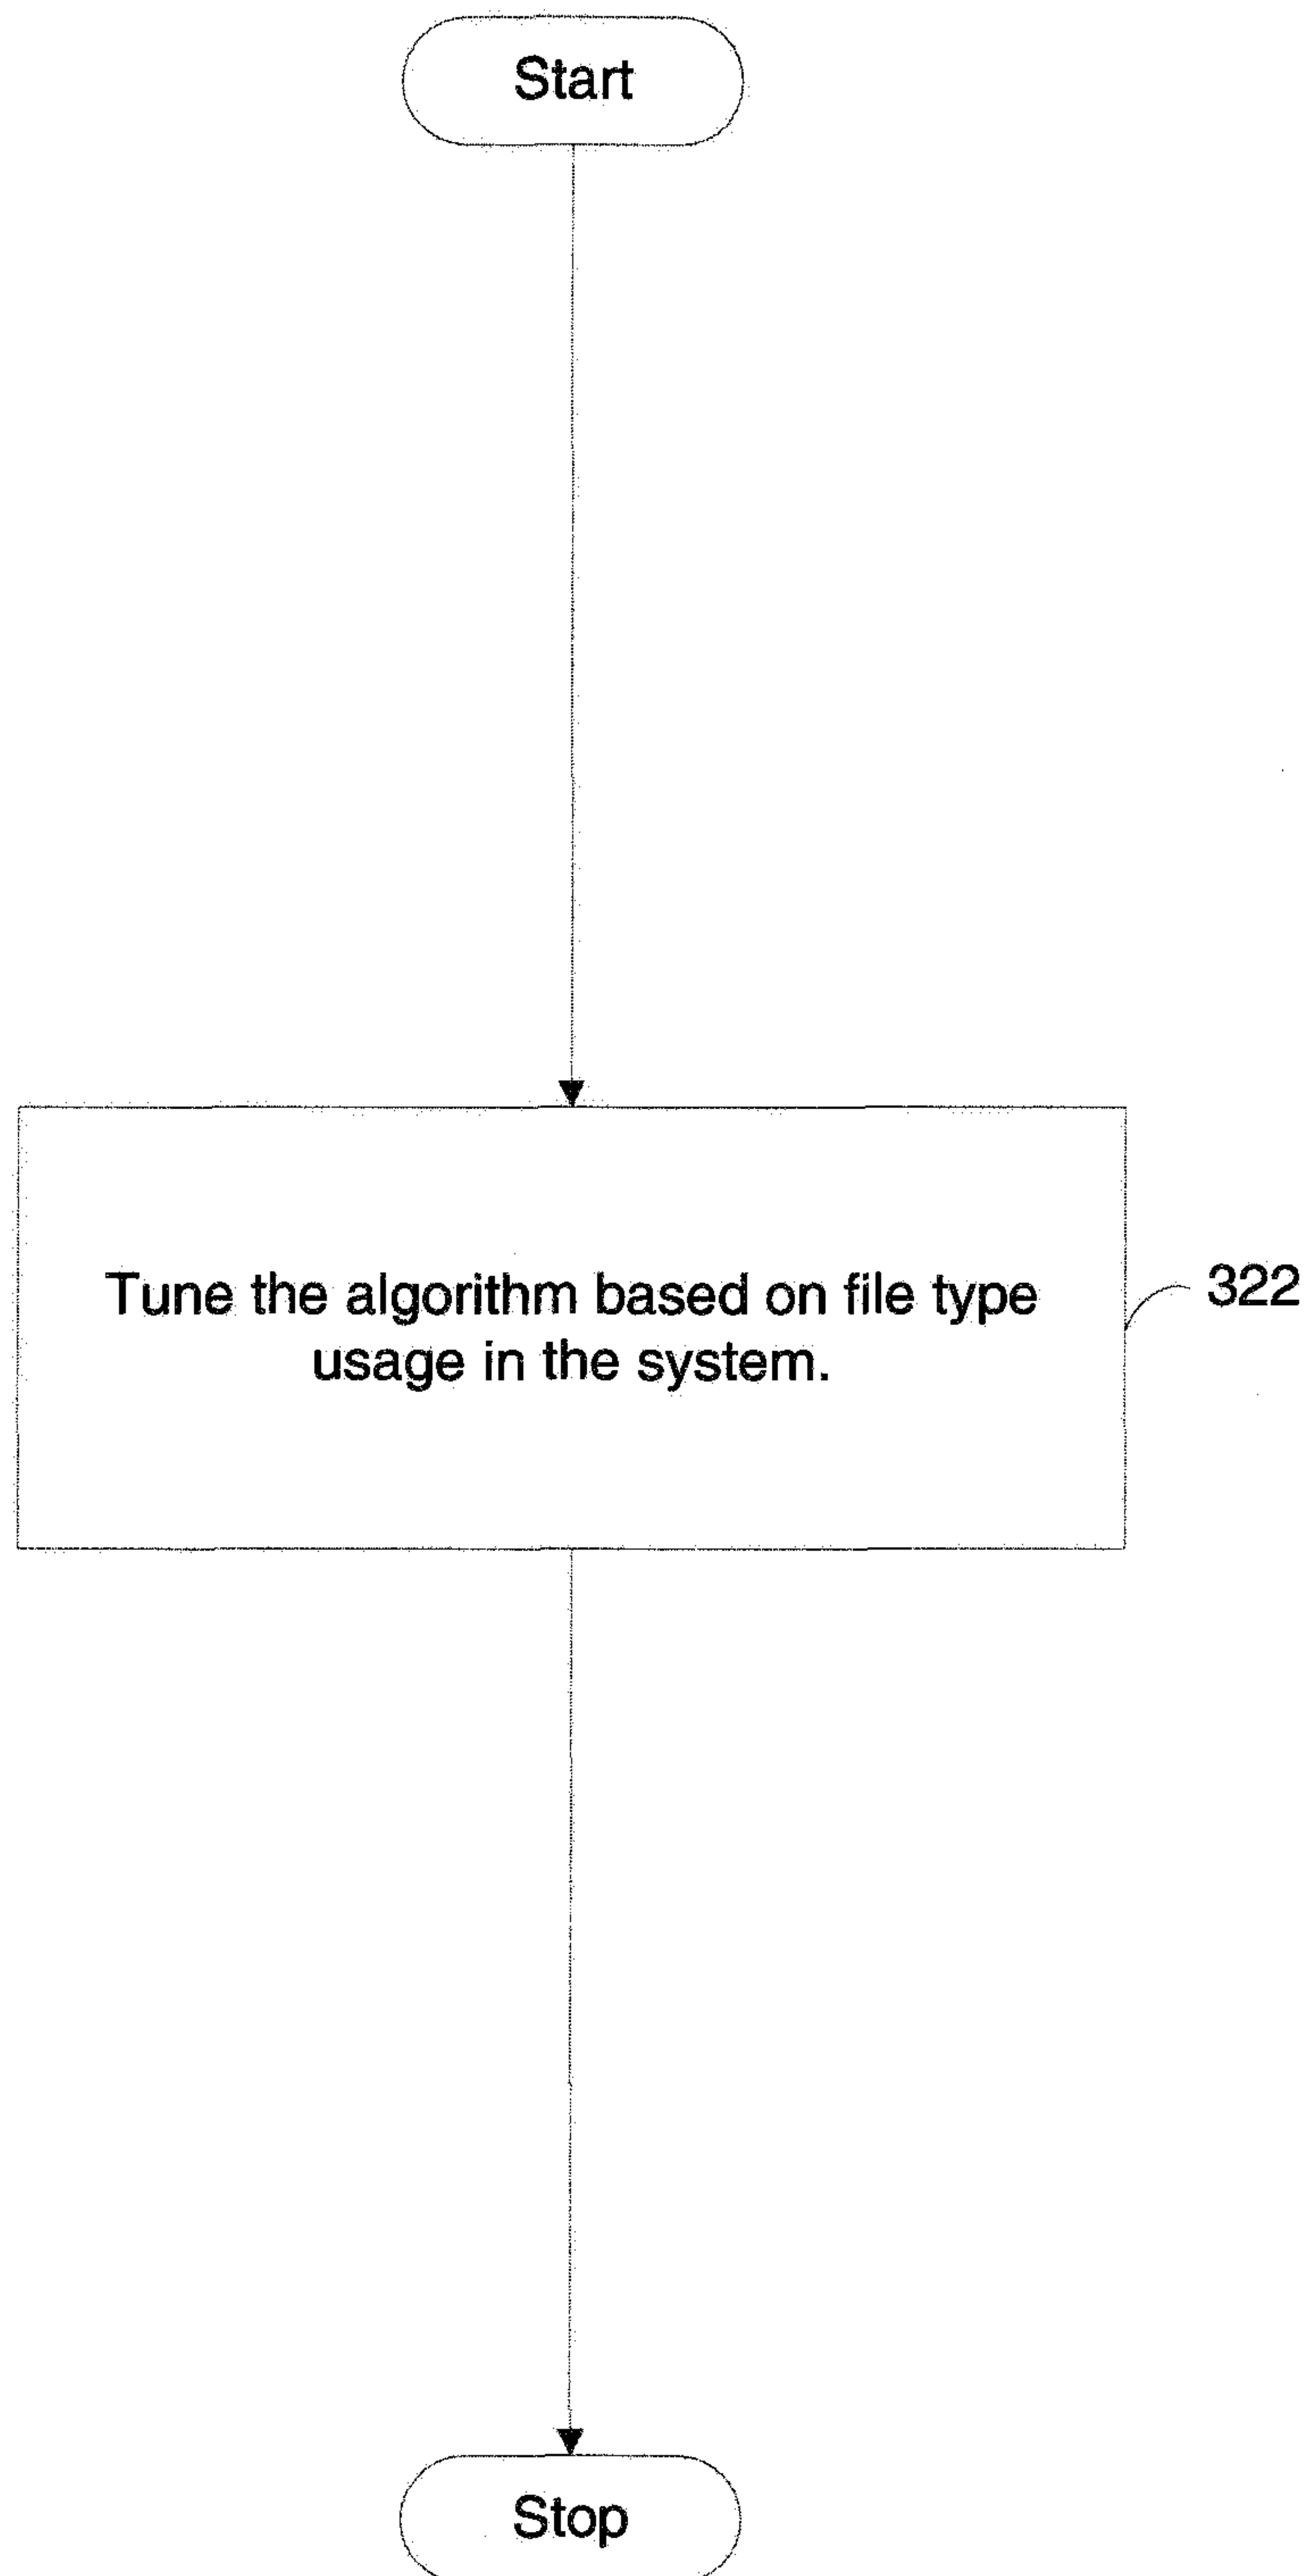 Start
Tune the algorithm based on file type
usage in the system.
322
Stop